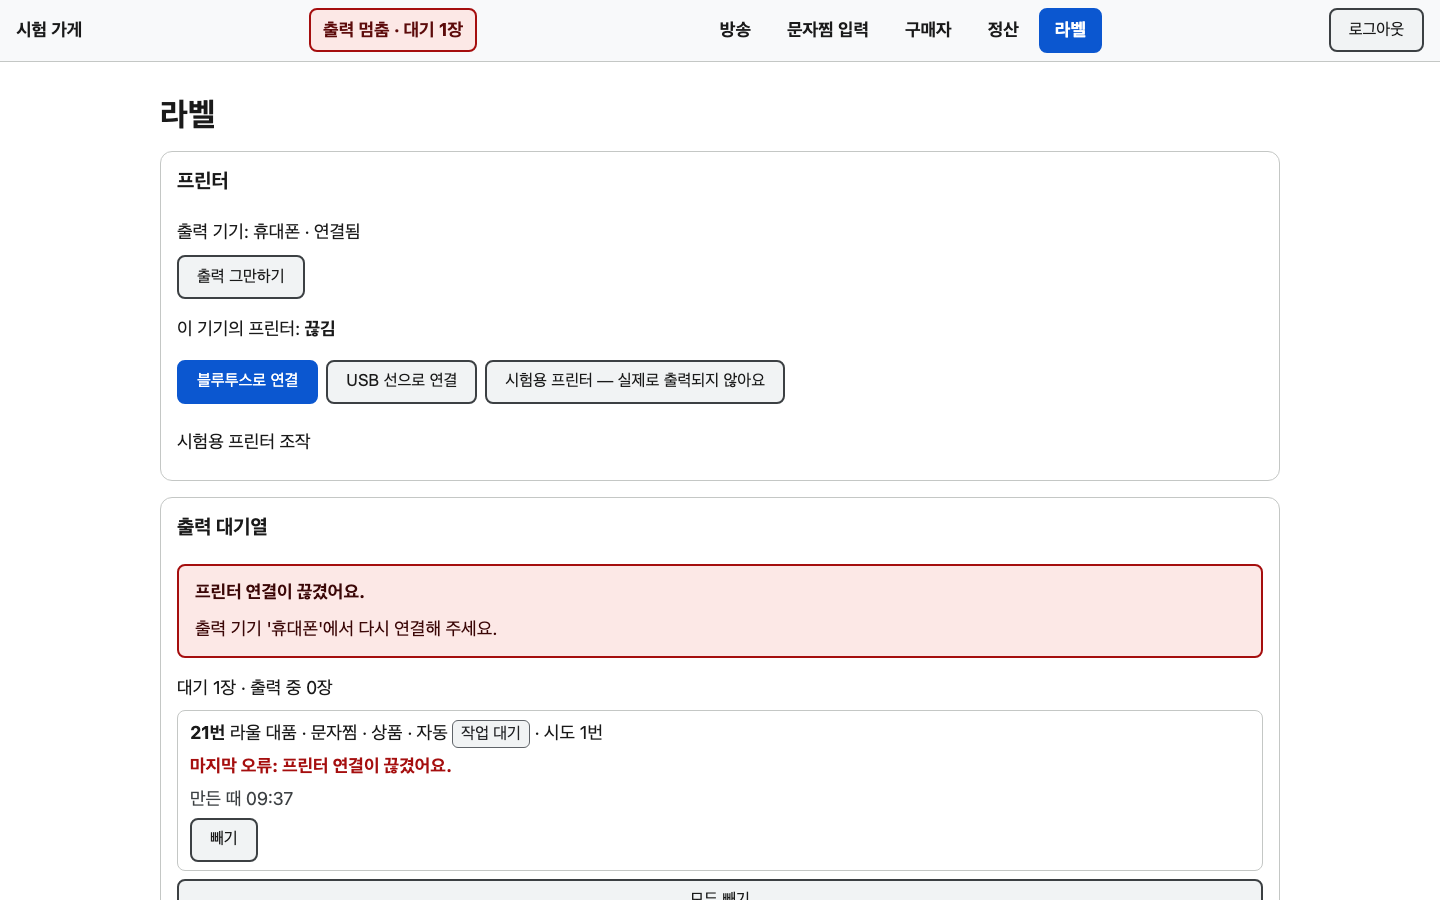 시험 가게
출력 멈춤 · 대기 1장
방송 문자찜 입력 구매자 정산 라벨
로그아웃
라벨
프린터
출력 기기: 휴대폰 · 연결됨
출력 그만하기
이 기기의 프린터: 끊김
블루투스로 연결 USB 선으로 연결 시험용 프린터 — 실제로 출력되지 않아요
시험용 프린터 조작
출력 대기열
프린터 연결이 끊겼어요.
출력 기기 '휴대폰'에서 다시 연결해 주세요.
대기 1장 · 출력 중 0장
21번 라울 대품 · 문자찜 · 상품 · 자동 작업 대기 · 시도 1번
마지막 오류: 프린터 연결이 끊겼어요.
만든 때 09:37
빼기
모두 빼기